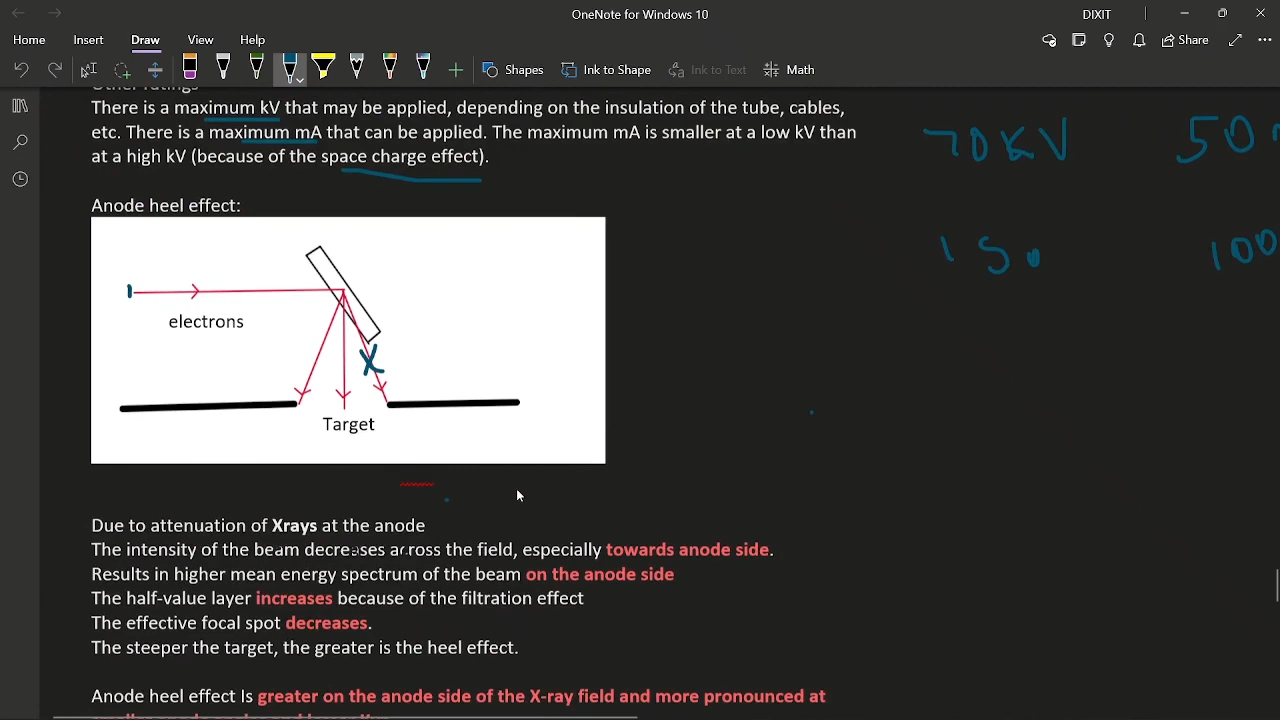 OneNote for Windows 10
DIXIT
Home Insert Draw View Help
Shapes Ink to Shape Ink to Text Math Share
Other ratings
There is a maximum kV that may be applied, depending on the insulation of the tube, cables,
etc. There is a maximum mA that can be applied. The maximum mA is smaller at a low kV than
at a high kV (because of the space charge effect).
70 KV 50
150 100
Anode heel effect:
electrons
X
Target
Due to attenuation of Xrays at the anode
The intensity of the beam decreases across the field, especially towards anode side.
Results in higher mean energy spectrum of the beam on the anode side
The half-value layer increases because of the filtration effect
The effective focal spot decreases.
The steeper the target, the greater is the heel effect.
Anode heel effect Is greater on the anode side of the X-ray field and more pronounced at